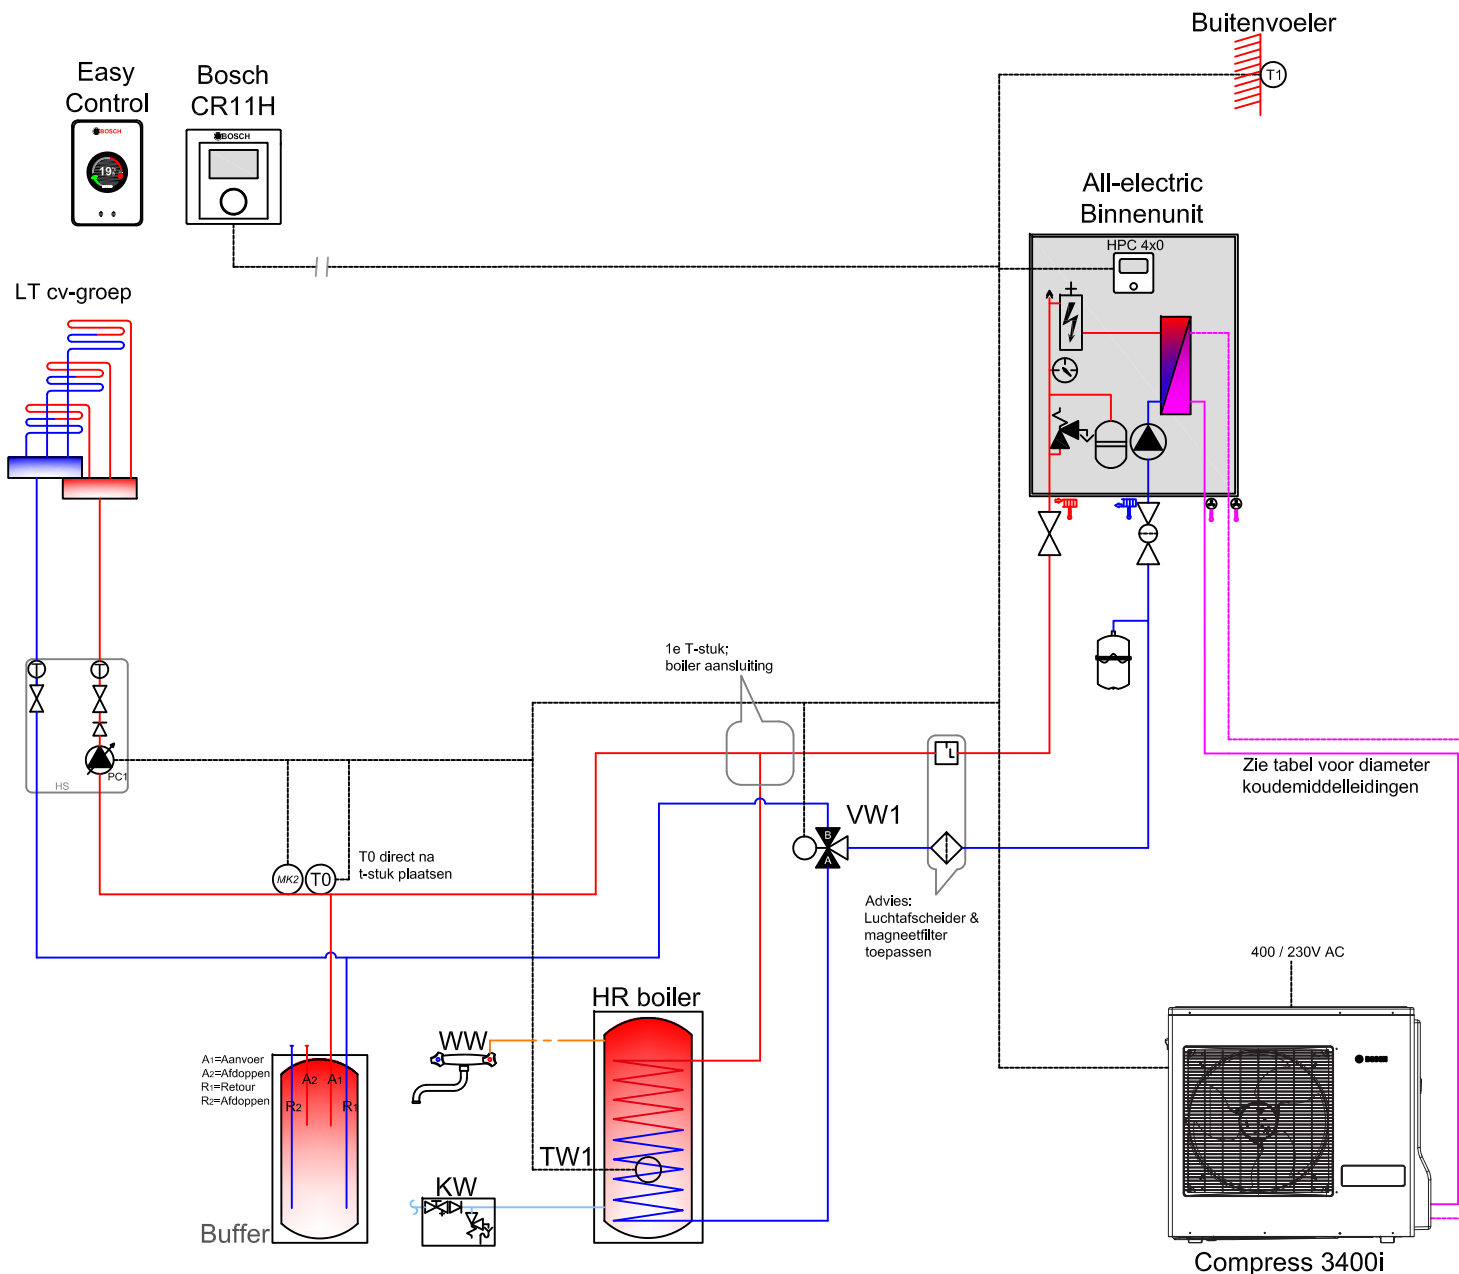 Buitenvoeler
T1
Easy
Control
BOSCH
19
Bosch
CR11H
BOSCH
All-electric
Binnenunit
HPC 4x0
LT cv-groep
1e T-stuk;
boiler aansluiting
T
T
PC1
HS
Zie tabel voor diameter
koudemiddelleidingen
L
VW1
B
A
MK2
T0
T0 direct na
t-stuk plaatsen
Advies:
Luchtafscheider &
magneetfilter
toepassen
400 / 230V AC
HR boiler
WW
A1=Aanvoer
A2=Afdoppen
R1=Retour
R2=Afdoppen
A2
A1
R2
R1
BOSCH
TW1
KW
Buffer
Compress 3400i